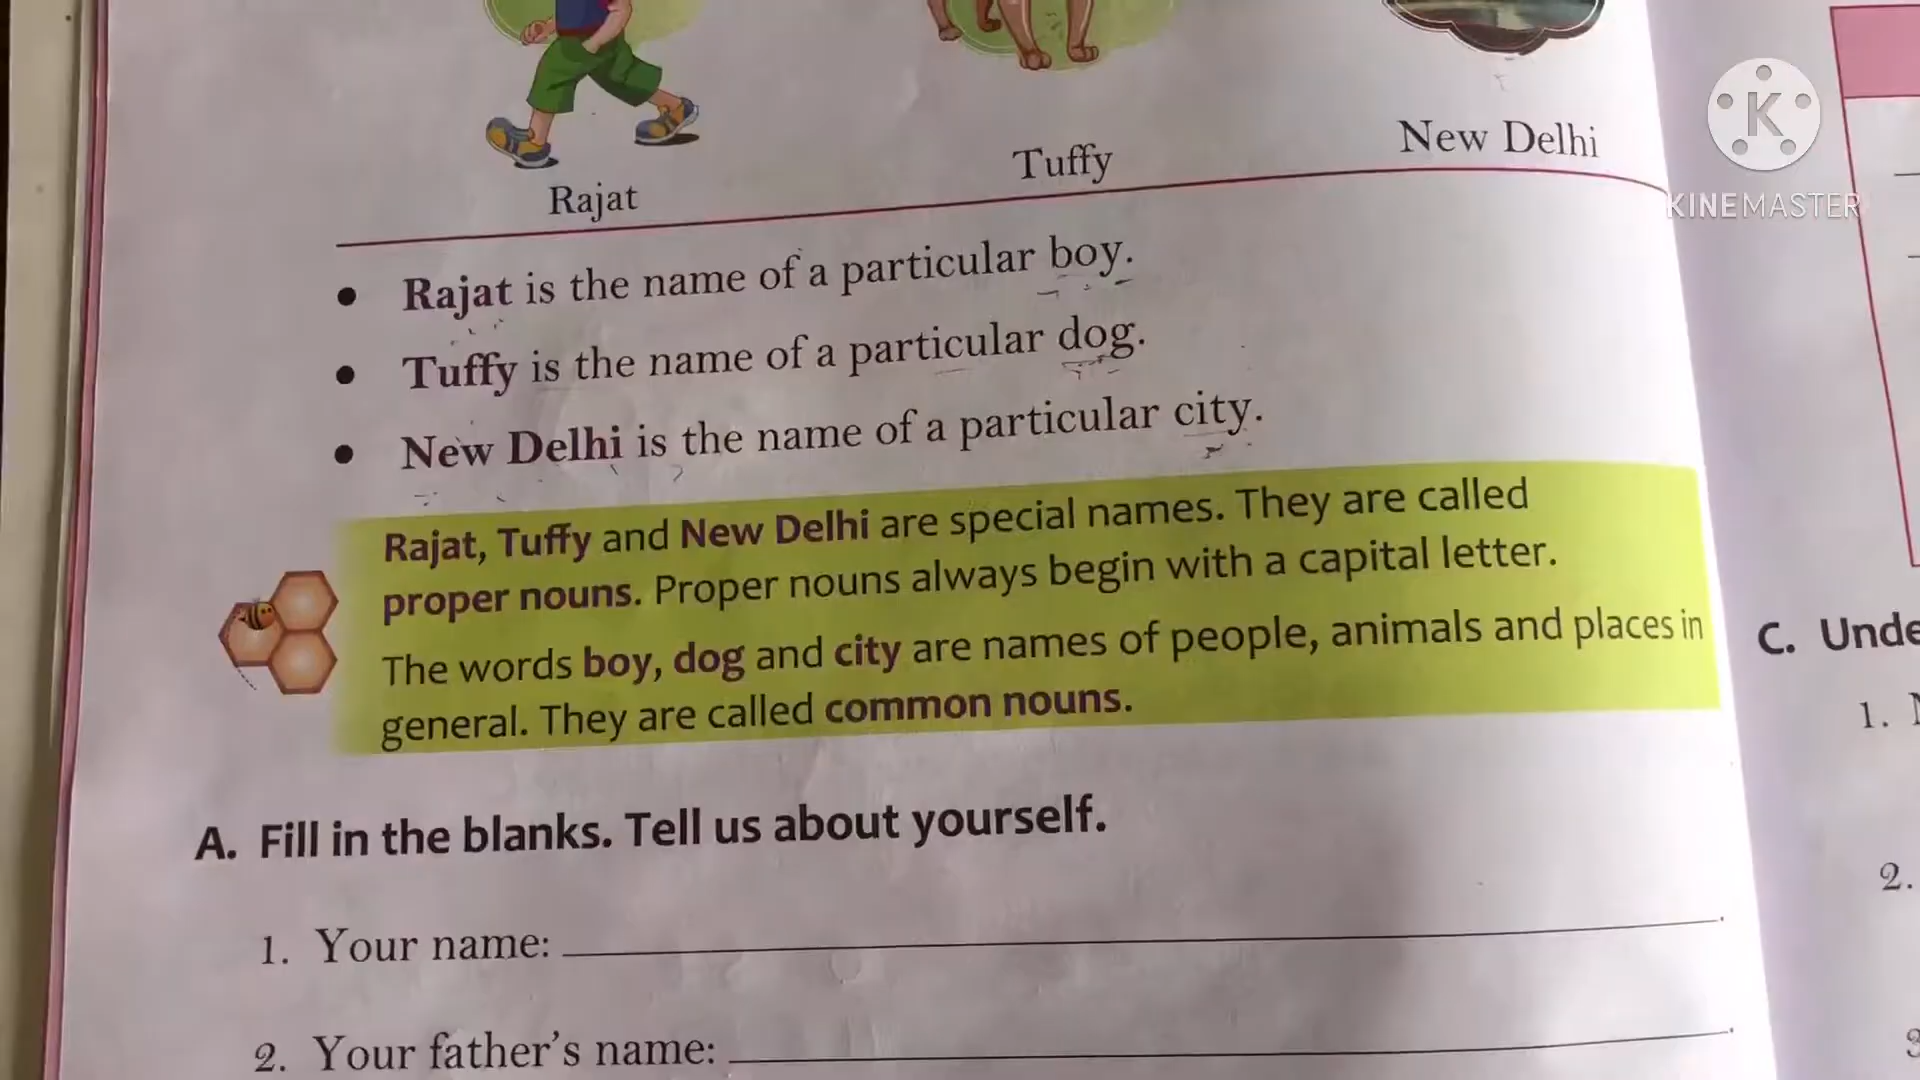 Rajat
Tuffy
New Delhi
K
KINEMASTER
• Rajat is the name of a particular boy.
• Tuffy is the name of a particular dog.
• New Delhi is the name of a particular city.
Rajat, Tuffy and New Delhi are special names. They are called
proper nouns. Proper nouns always begin with a capital letter.
The words boy, dog and city are names of people, animals and places in
general. They are called common nouns.
A. Fill in the blanks. Tell us about yourself.
1. Your name: .
2. Your father's name: .
C.
1.
2.